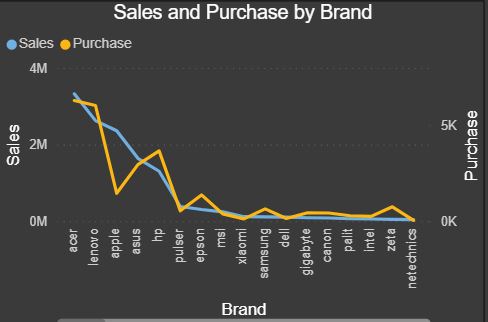 Sales and Purchase by Brand
Sales Purchase
4M
2M
0M
Sales
5K
0K
Purchase
acer
lenovo
apple
asus
hp
pulser
epson
msi
xiaomi
samsung
dell
gigabyte
canon
palit
intel
zeta
netechnics
Brand